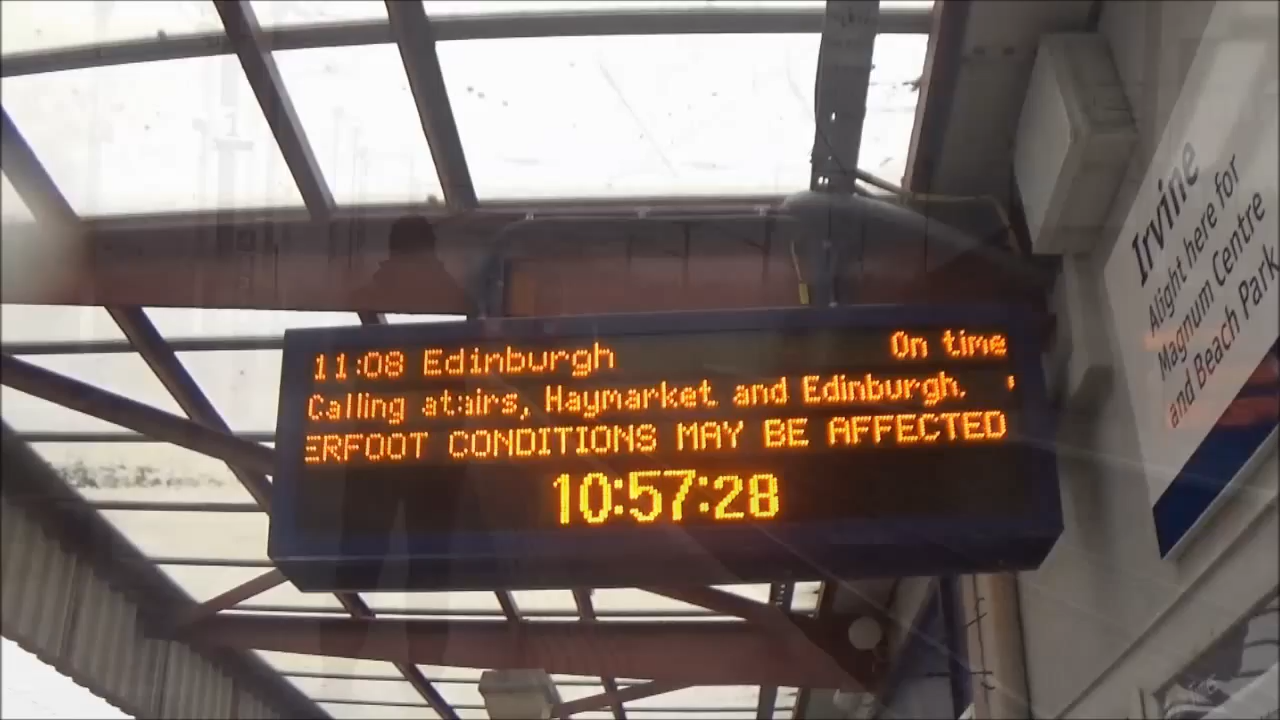 11:08 Edinburgh On time
Calling at:airs, Haymarket and Edinburgh. '
ERFOOT CONDITIONS MAY BE AFFECTED
10:57:28
Irvine
Alight here for
Magnum Centre
and Beach Park